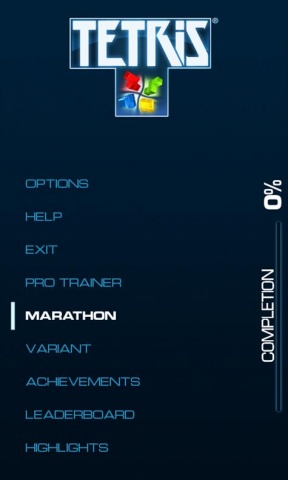 TETRIS®
OPTIONS
HELP
EXIT
PRO TRAINER
MARATHON
VARIANT
ACHIEVEMENTS
LEADERBOARD
HIGHLIGHTS
COMPLETION
0%